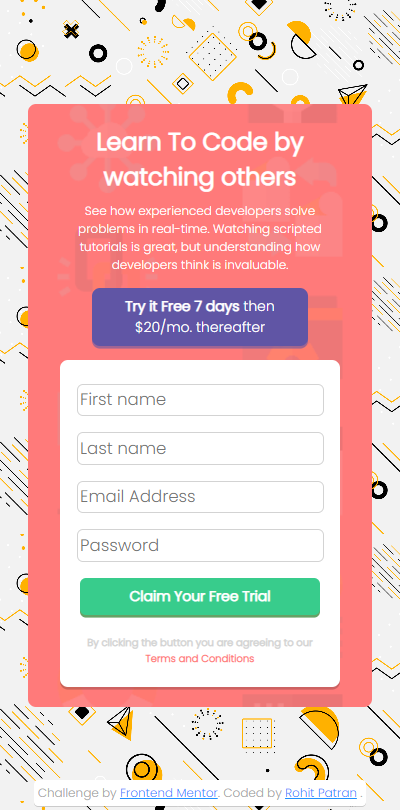 Learn To Code by
watching others
See how experienced developers solve
problems in real-time. Watching scripted
tutorials is great, but understanding how
developers think is invaluable.
Try it Free 7 days then
$20/mo. thereafter
First name
Last name
Email Address
Password
Claim Your Free Trial
By clicking the button you are agreeing to our
Terms and Conditions
Challenge by Frontend Mentor. Coded by Rohit Patran .